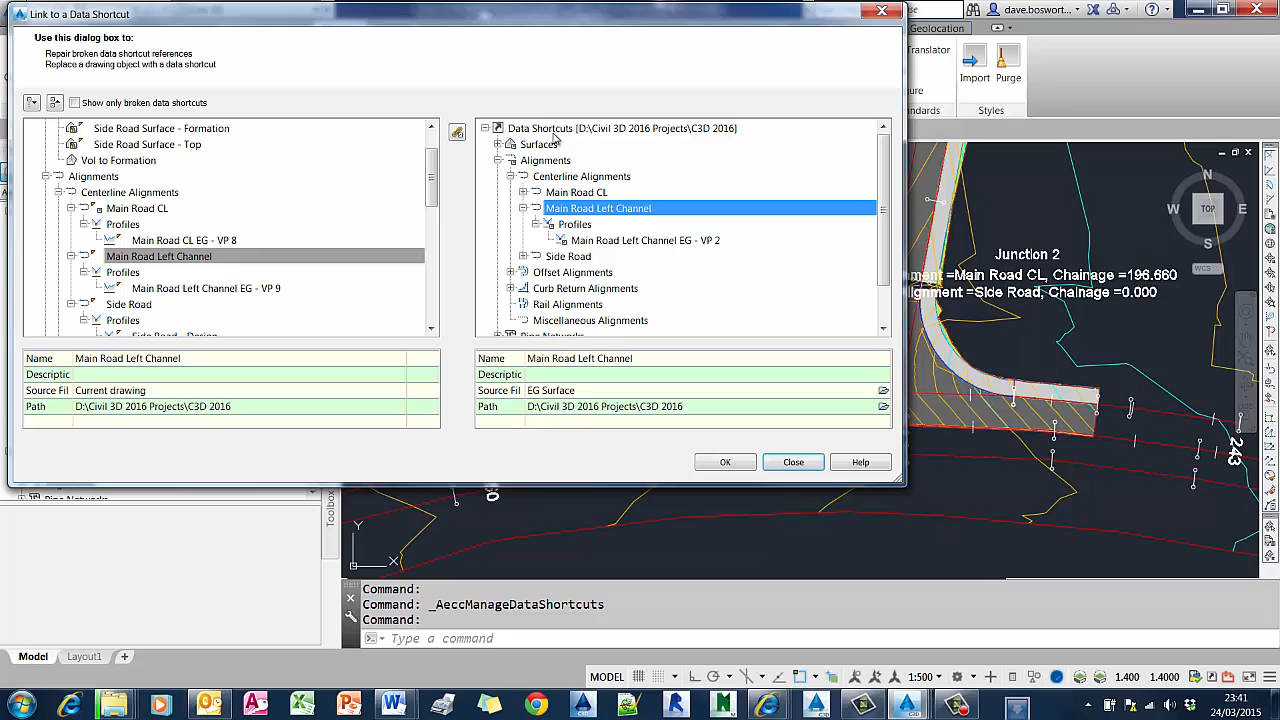 Link to a Data Shortcut
Use this dialog box to:
Repair broken data shortcut references
Replace a drawing object with a data shortcut
Show only broken data shortcuts
Side Road Surface - Formation
Side Road Surface - Top
Vol to Formation
Alignments
Centerline Alignments
Main Road CL
Profiles
Main Road CL EG - VP 8
Main Road Left Channel
Profiles
Main Road Left Channel EG - VP 9
Side Road
Profiles
Data Shortcuts [D:\Civil 3D 2016 Projects\C3D 2016]
Surfaces
Alignments
Centerline Alignments
Main Road CL
Main Road Left Channel
Profiles
Main Road Left Channel EG - VP 2
Side Road
Offset Alignments
Curb Return Alignments
Rail Alignments
Miscellaneous Alignments
Name Main Road Left Channel
Descriptic
Source Fil Current drawing
Path D:\Civil 3D 2016 Projects\C3D 2016
Name Main Road Left Channel
Descriptic
Source Fil EG Surface
Path D:\Civil 3D 2016 Projects\C3D 2016
OK
Close
Help
se
dave.boswort...
Geolocation
Translator
ure
ndards
Import
Purge
Styles
N
W
TOP
E
S
WCS
Junction 2
ment =Main Road CL, Chainage =196.660
lignment =Side Road, Chainage =0.000
243
Y
X
Toolbox
Command:
Command: _AeccManageDataShortcuts
Command:
Type a command
Model
Layout1
MODEL
1:500
1.400
1.4000
23:41
24/03/2015